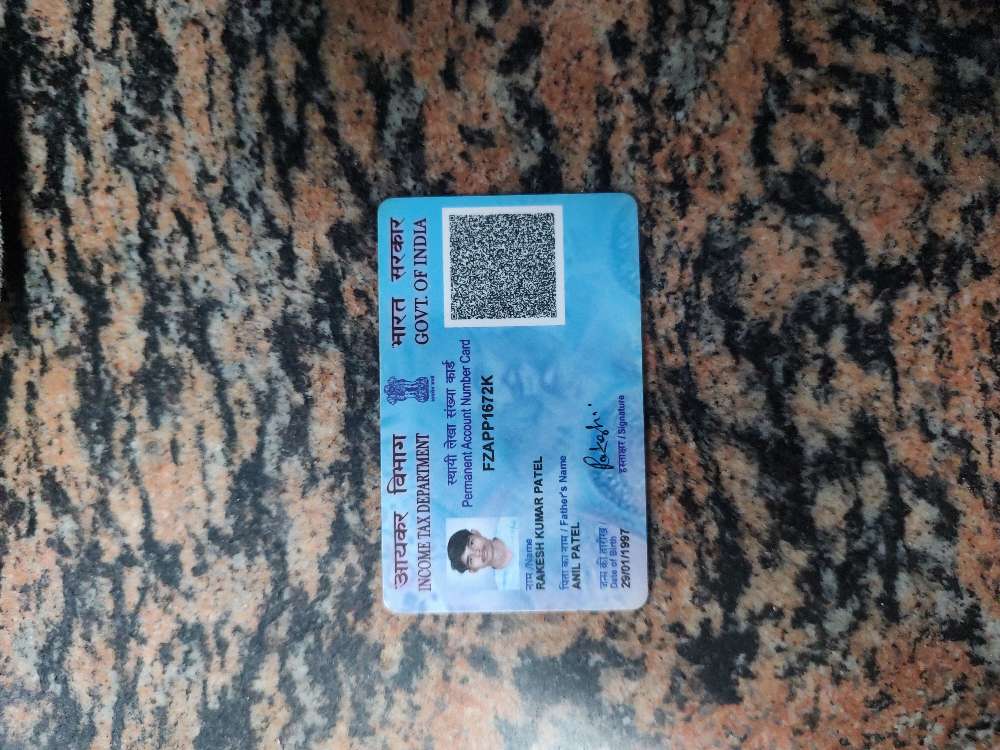 आयकर विभाग
INCOME TAX DEPARTMENT
भारत सरकार
GOVT. OF INDIA
स्थायी लेखा संख्या कार्ड
Permanent Account Number Card
FZAPP1672K
नाम /Name
RAKESH KUMAR PATEL
पिता का नाम / Father's Name
ANIL PATEL
जन्म की तारीख
Date of Birth
29/01/1997
Rakesh
हस्ताक्षर / Signature